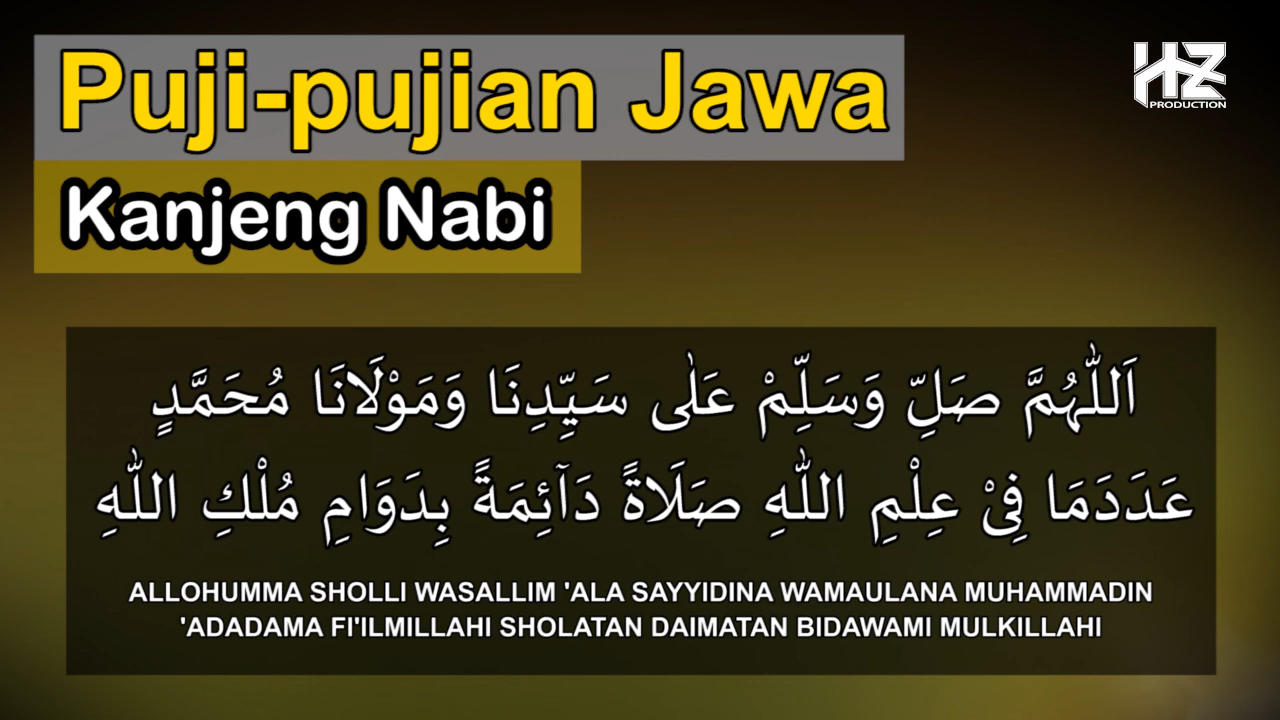 Puji-pujian Jawa
HZ
PRODUCTION
Kanjeng Nabi
اَللّٰهُمَّ صَلِّ وَسَلِّمْ عَلٰى سَيِّدِنَا وَمَوْلَانَا مُحَمَّدٍ
عَدَدَمَا فِىْ عِلْمِ اللّٰهِ صَلَاةً دَآئِمَةً بِدَوَامِ مُلْكِ اللّٰهِ
ALLOHUMMA SHOLLI WASALLIM 'ALA SAYYIDINA WAMAULANA MUHAMMADIN
'ADADAMA FI'ILMILLAHI SHOLATAN DAIMATAN BIDAWAMI MULKILLAHI